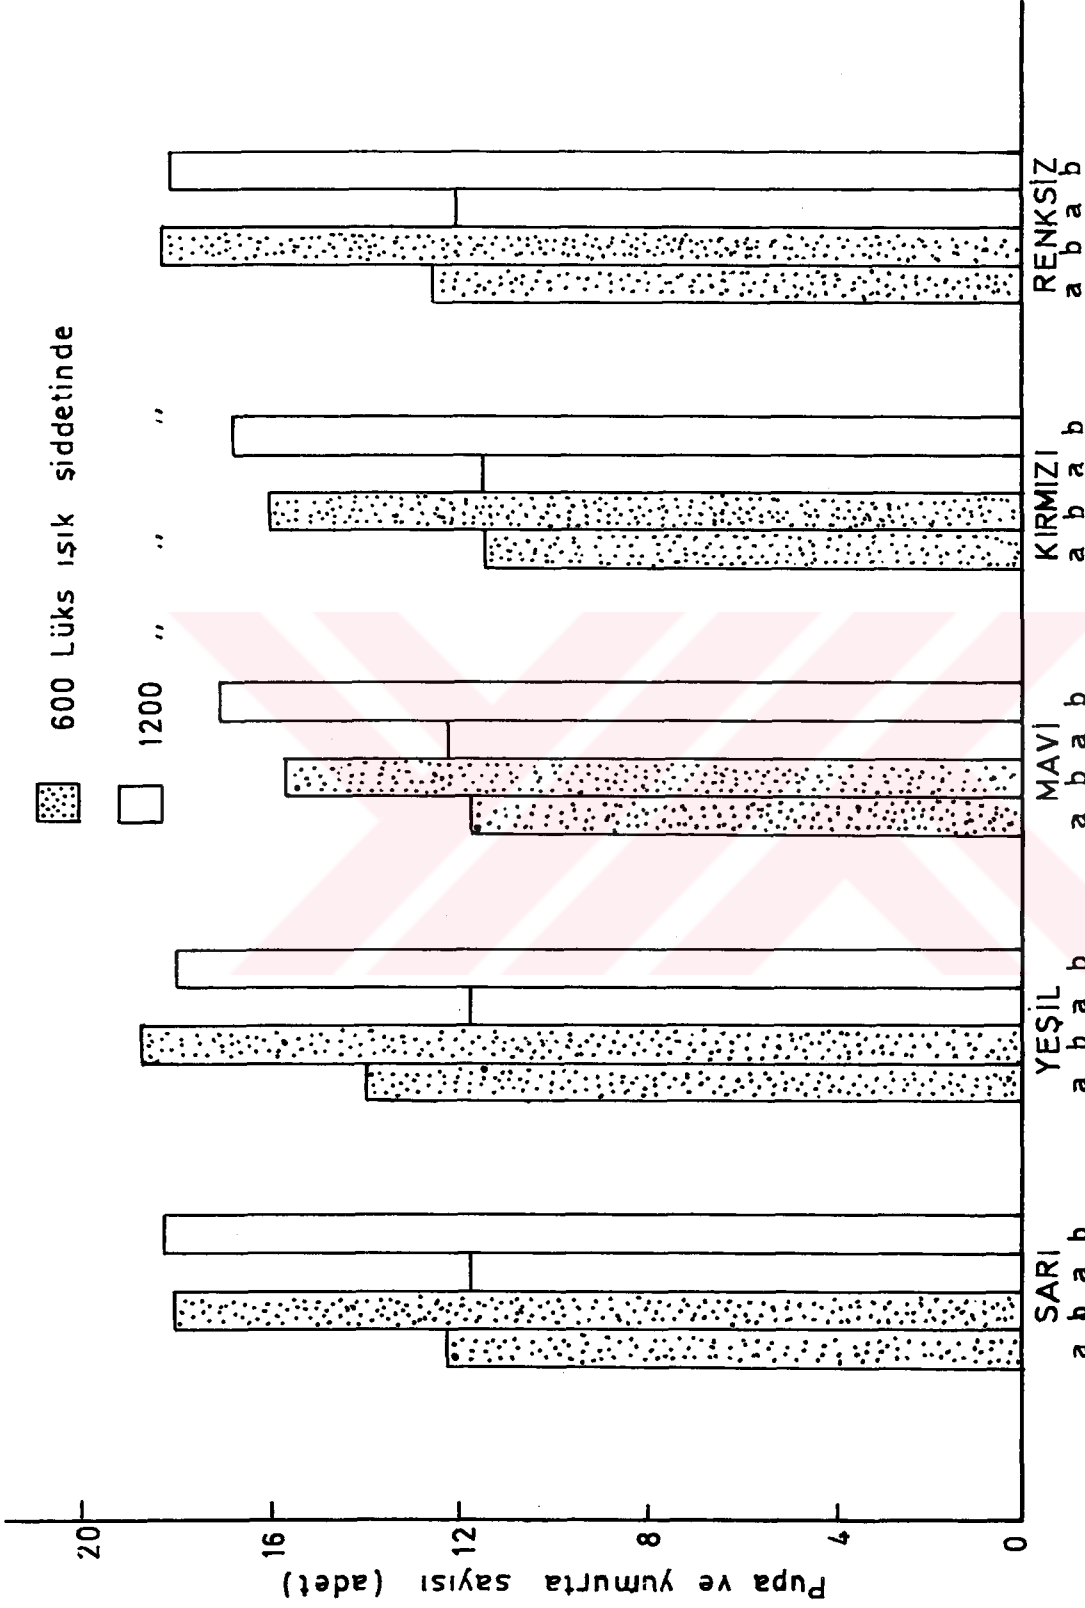 600 Lüks ışık şiddetinde
1200 " " "
Pupa ve yumurta sayısı (adet)
20
16
12
8
4
0
SARI
a b a b
YEŞİL
a b a b
MAVİ
a b a b
KIRMIZI
a b a b
RENKSİZ
a b a b